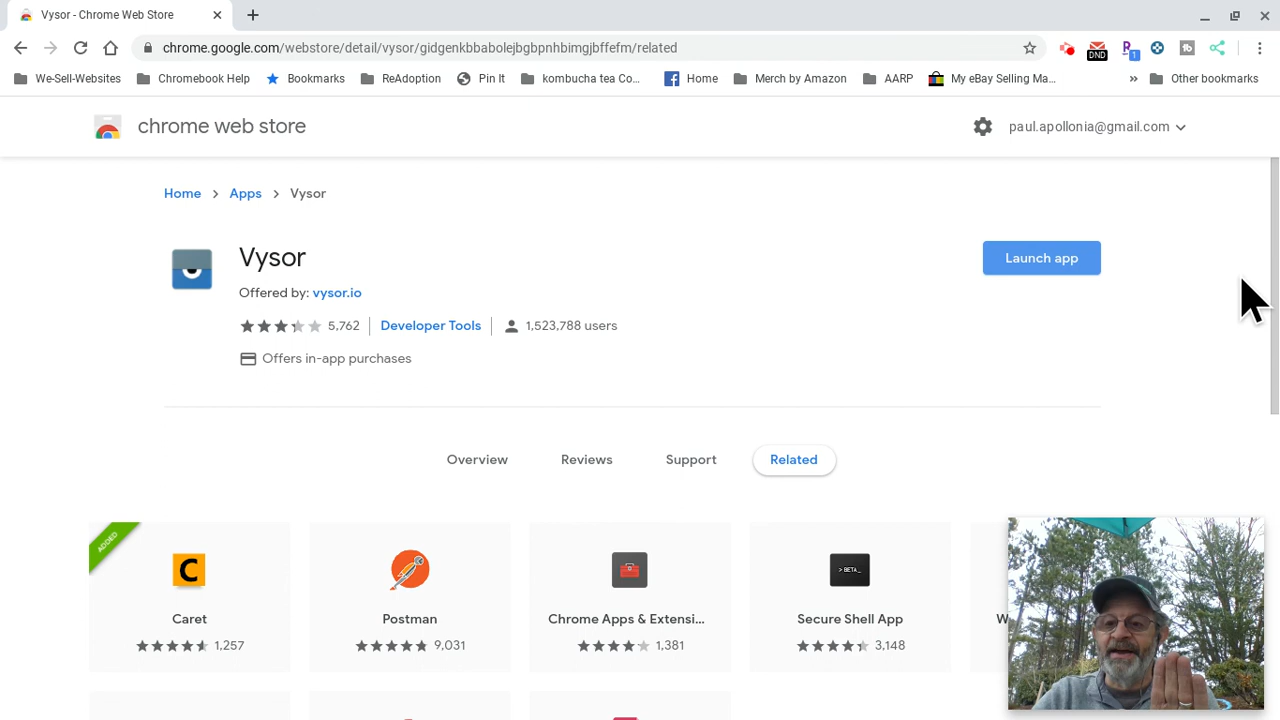 Vysor - Chrome Web Store
chrome.google.com/webstore/detail/vysor/gidgenkbbabolejbgbpnhbimgjbffefm/related
DND
R
1
We-Sell-Websites
Chromebook Help
Bookmarks
ReAdoption
Pin It
kombucha tea Co...
Home
Merch by Amazon
AARP
My eBay Selling Ma...
»
Other bookmarks
chrome web store
paul.apollonia@gmail.com
Home > Apps > Vysor
Vysor
Launch app
Offered by: vysor.io
5,762 | Developer Tools | 1,523,788 users
Offers in-app purchases
Overview Reviews Support Related
ADDED
C
> BETA_
Caret
Postman
Chrome Apps & Extensi...
Secure Shell App
W
1,257
9,031
1,381
3,148